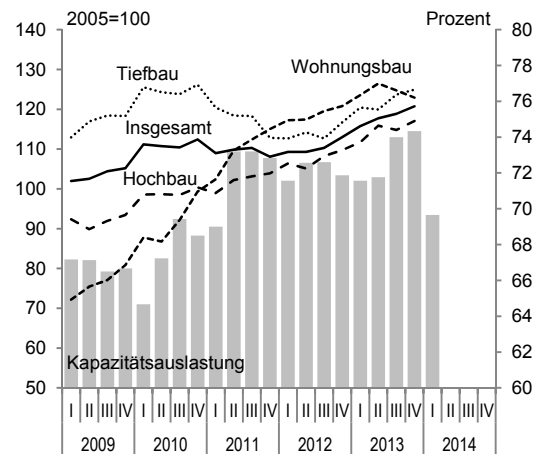 2005=100 Prozent
140 80
130 78
120 76
110 74
100 72
90 70
80 68
70 66
60 64
50 62
60
Tiefbau
Wohnungsbau
Insgesamt
Hochbau
Kapazitätsauslastung
I II III IV I II III IV I II III IV I II III IV I II III IV I II III IV
2009 2010 2011 2012 2013 2014